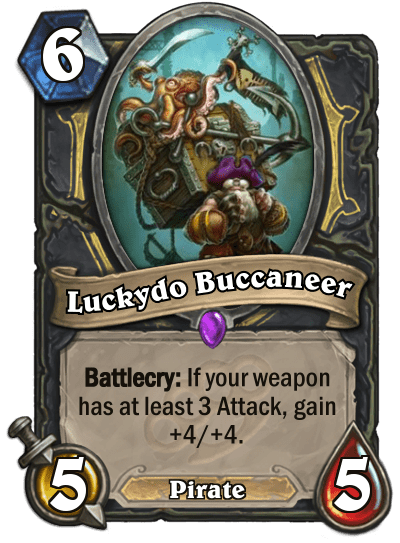 6
Luckydo Buccaneer
Battlecry: If your weapon
has at least 3 Attack, gain
+4/+4.
5
Pirate
5